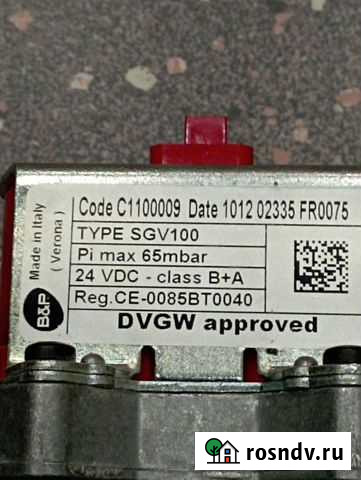 Code C1100009 Date 1012 02335 FR0075
TYPE SGV100
Pi max 65mbar
24 VDC - class B+A
Reg.CE-0085BT0040
DVGW approved
Made in Italy
( Verona )
B&P
rosndv.ru